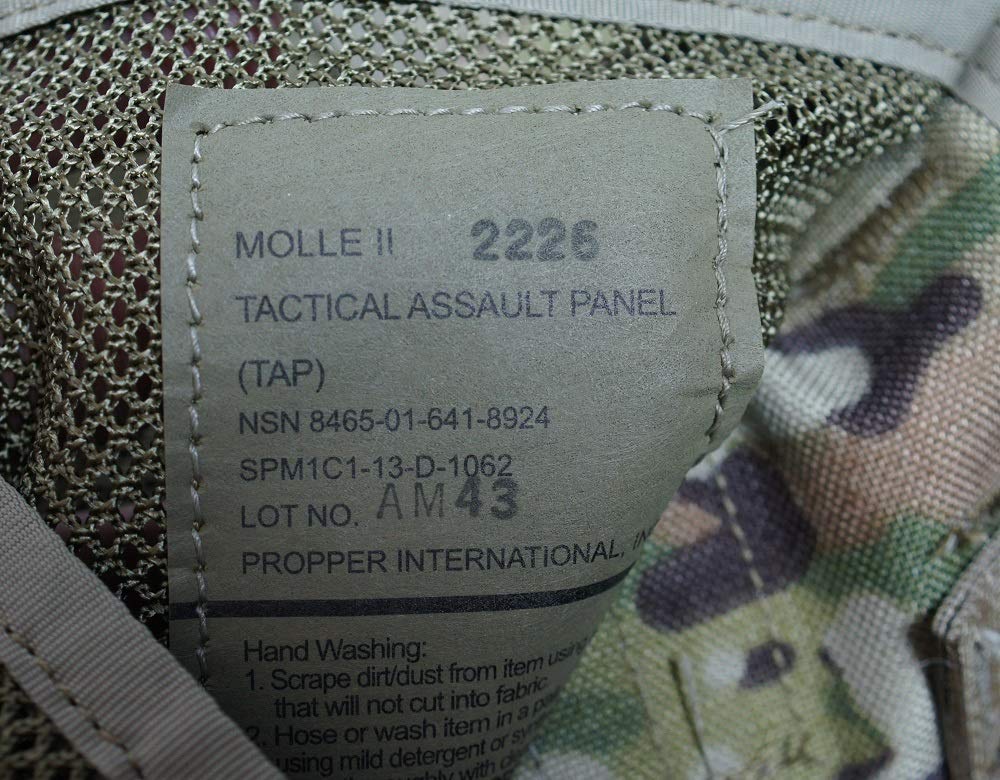 MOLLE II 2226
TACTICAL ASSAULT PANEL
(TAP)
NSN 8465-01-641-8924
SPM1C1-13-D-1062
LOT NO. AM43
PROPPER INTERNATIONAL,
Hand Washing:
1. Scrape dirt/dust from item using
that will not cut into fabric.
2. Hose or wash item in a
using mild detergent or
with